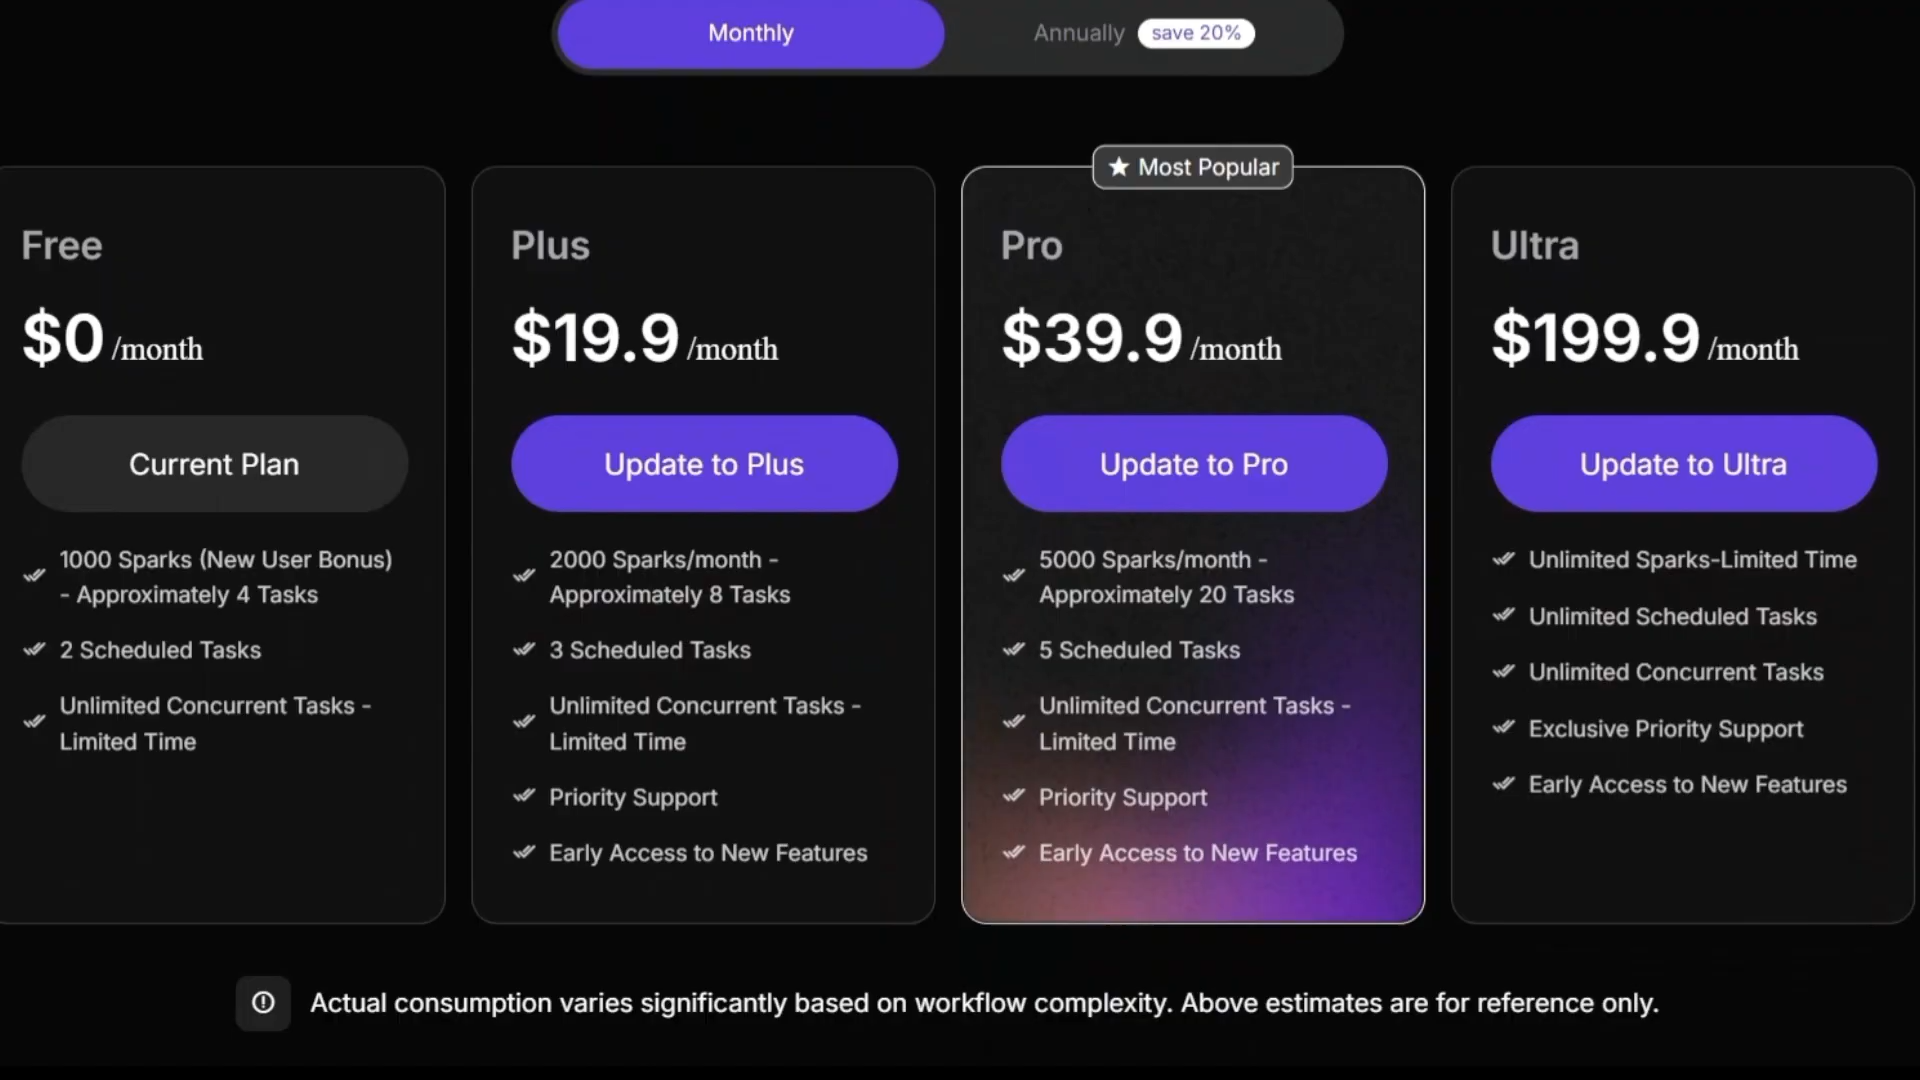 Monthly
Annually save 20%
Most Popular
Free
$0 /month
Current Plan
1000 Sparks (New User Bonus)
- Approximately 4 Tasks
2 Scheduled Tasks
Unlimited Concurrent Tasks -
Limited Time
Plus
$19.9 /month
Update to Plus
2000 Sparks/month -
Approximately 8 Tasks
3 Scheduled Tasks
Unlimited Concurrent Tasks -
Limited Time
Priority Support
Early Access to New Features
Pro
$39.9 /month
Update to Pro
5000 Sparks/month -
Approximately 20 Tasks
5 Scheduled Tasks
Unlimited Concurrent Tasks -
Limited Time
Priority Support
Early Access to New Features
Ultra
$199.9 /month
Update to Ultra
Unlimited Sparks-Limited Time
Unlimited Scheduled Tasks
Unlimited Concurrent Tasks
Exclusive Priority Support
Early Access to New Features
Actual consumption varies significantly based on workflow complexity. Above estimates are for reference only.